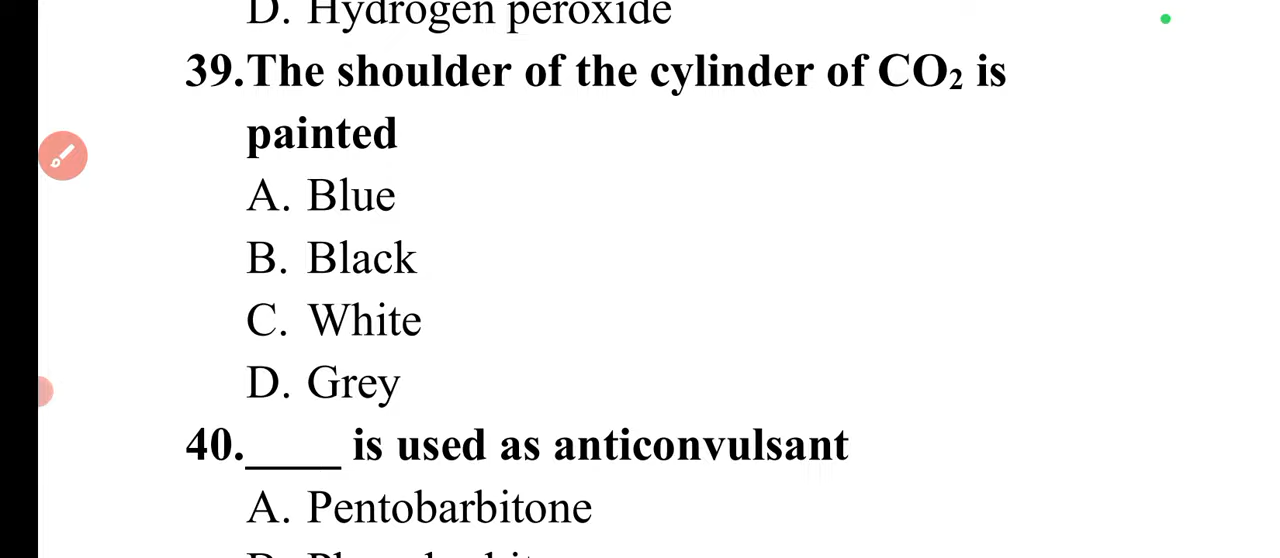 D. Hydrogen peroxide
39.The shoulder of the cylinder of CO₂ is
painted
A. Blue
B. Black
C. White
D. Grey
40.____ is used as anticonvulsant
A. Pentobarbitone